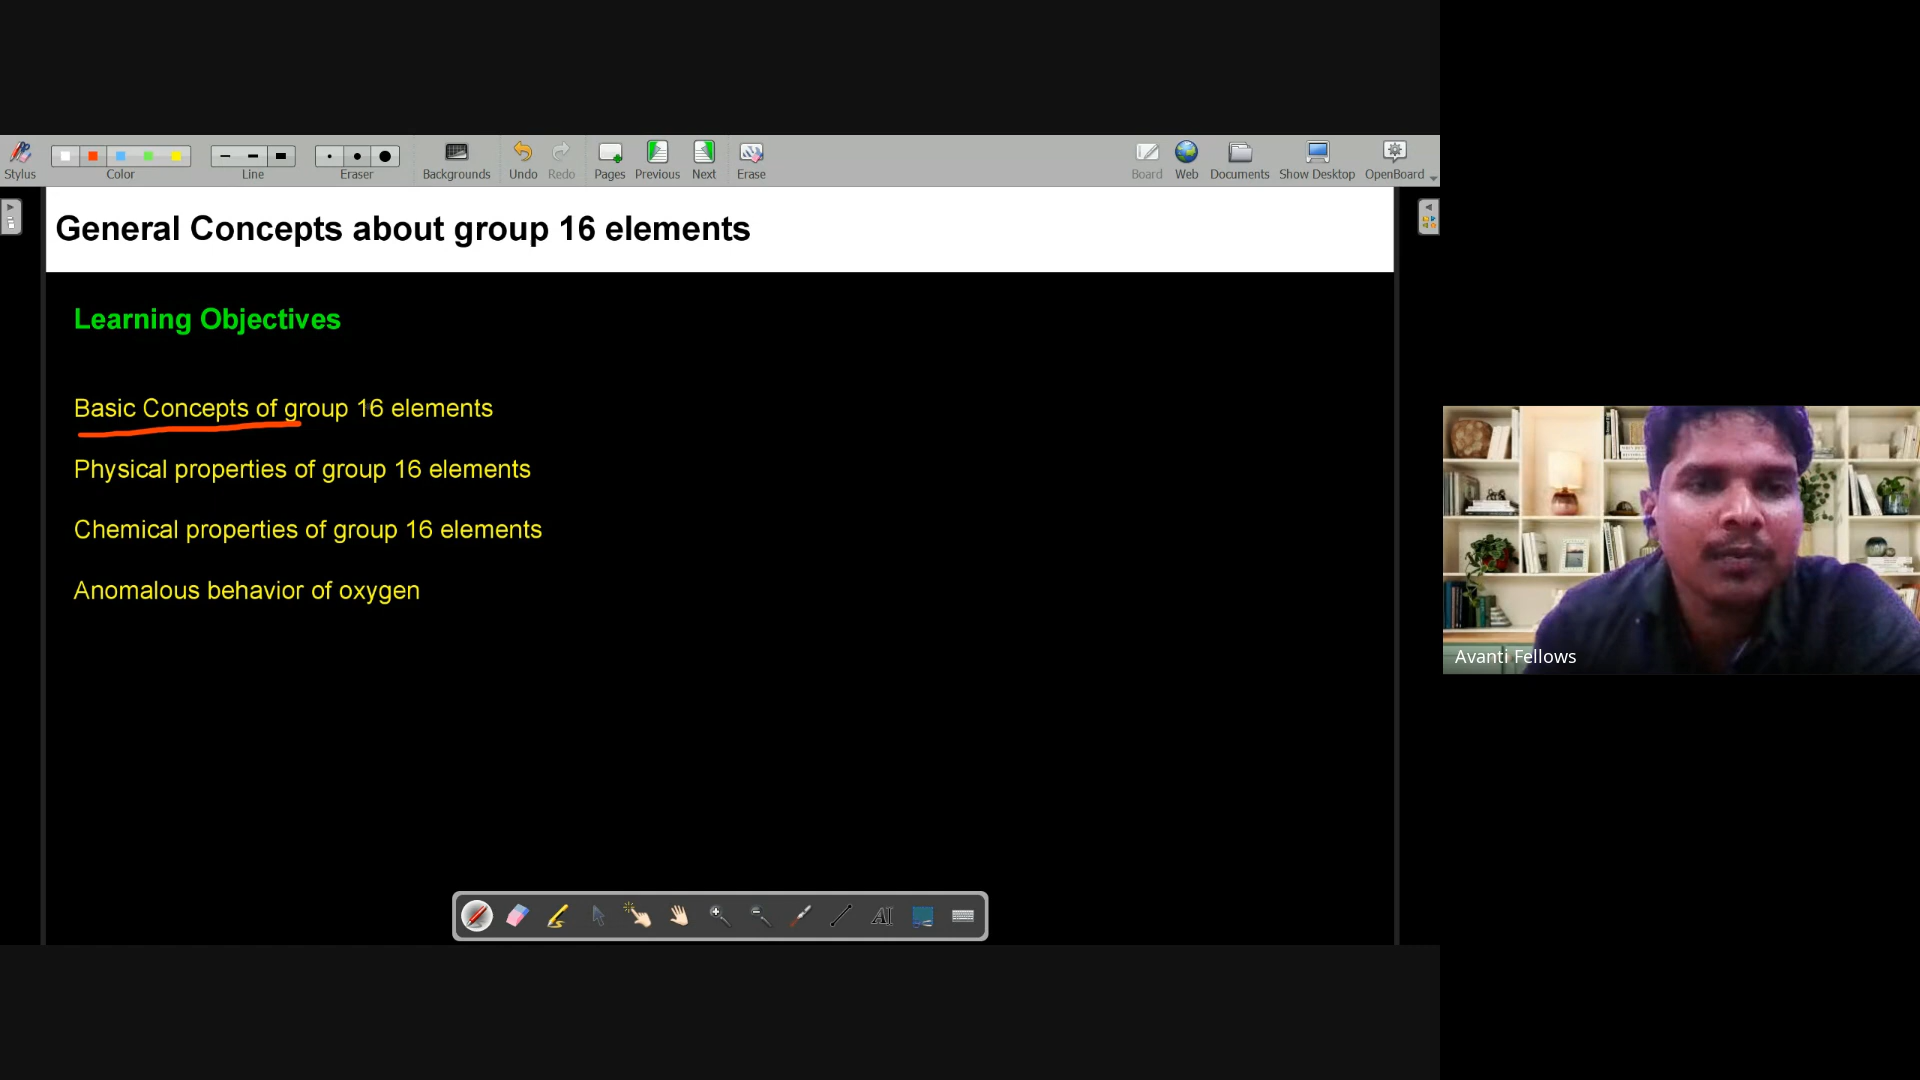 Stylus Color Line Eraser Backgrounds Undo Redo Pages Previous Next Erase Board Web Documents Show Desktop OpenBoard
General Concepts about group 16 elements
Learning Objectives
Basic Concepts of group 16 elements
Physical properties of group 16 elements
Chemical properties of group 16 elements
Anomalous behavior of oxygen
Avanti Fellows
AI